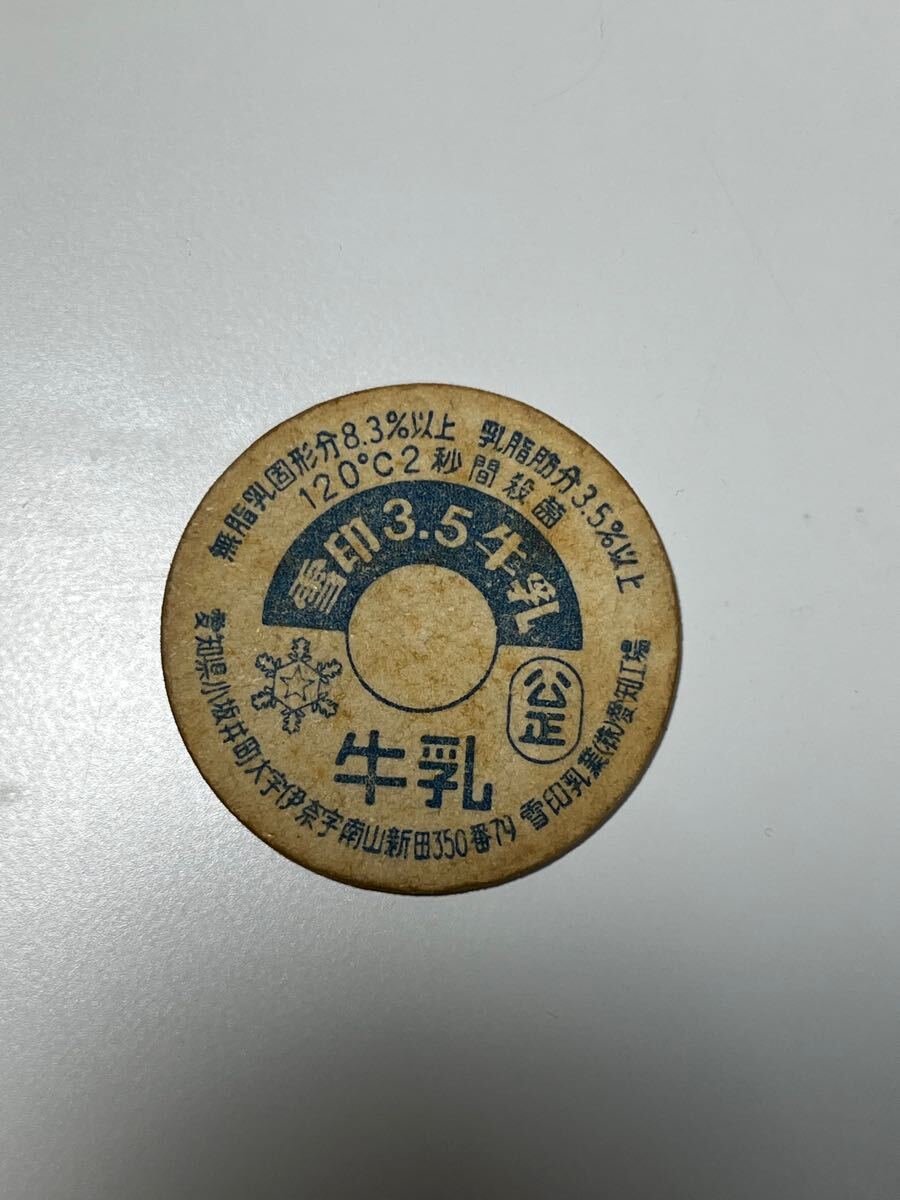 無脂乳固形分8.3%以上 乳脂肪分3.5%以上
120°C2秒間殺菌
雪印3.5牛乳
公正
牛乳
愛知県小坂井町大字伊奈字南山新田350番79 雪印乳業(株)愛知工場